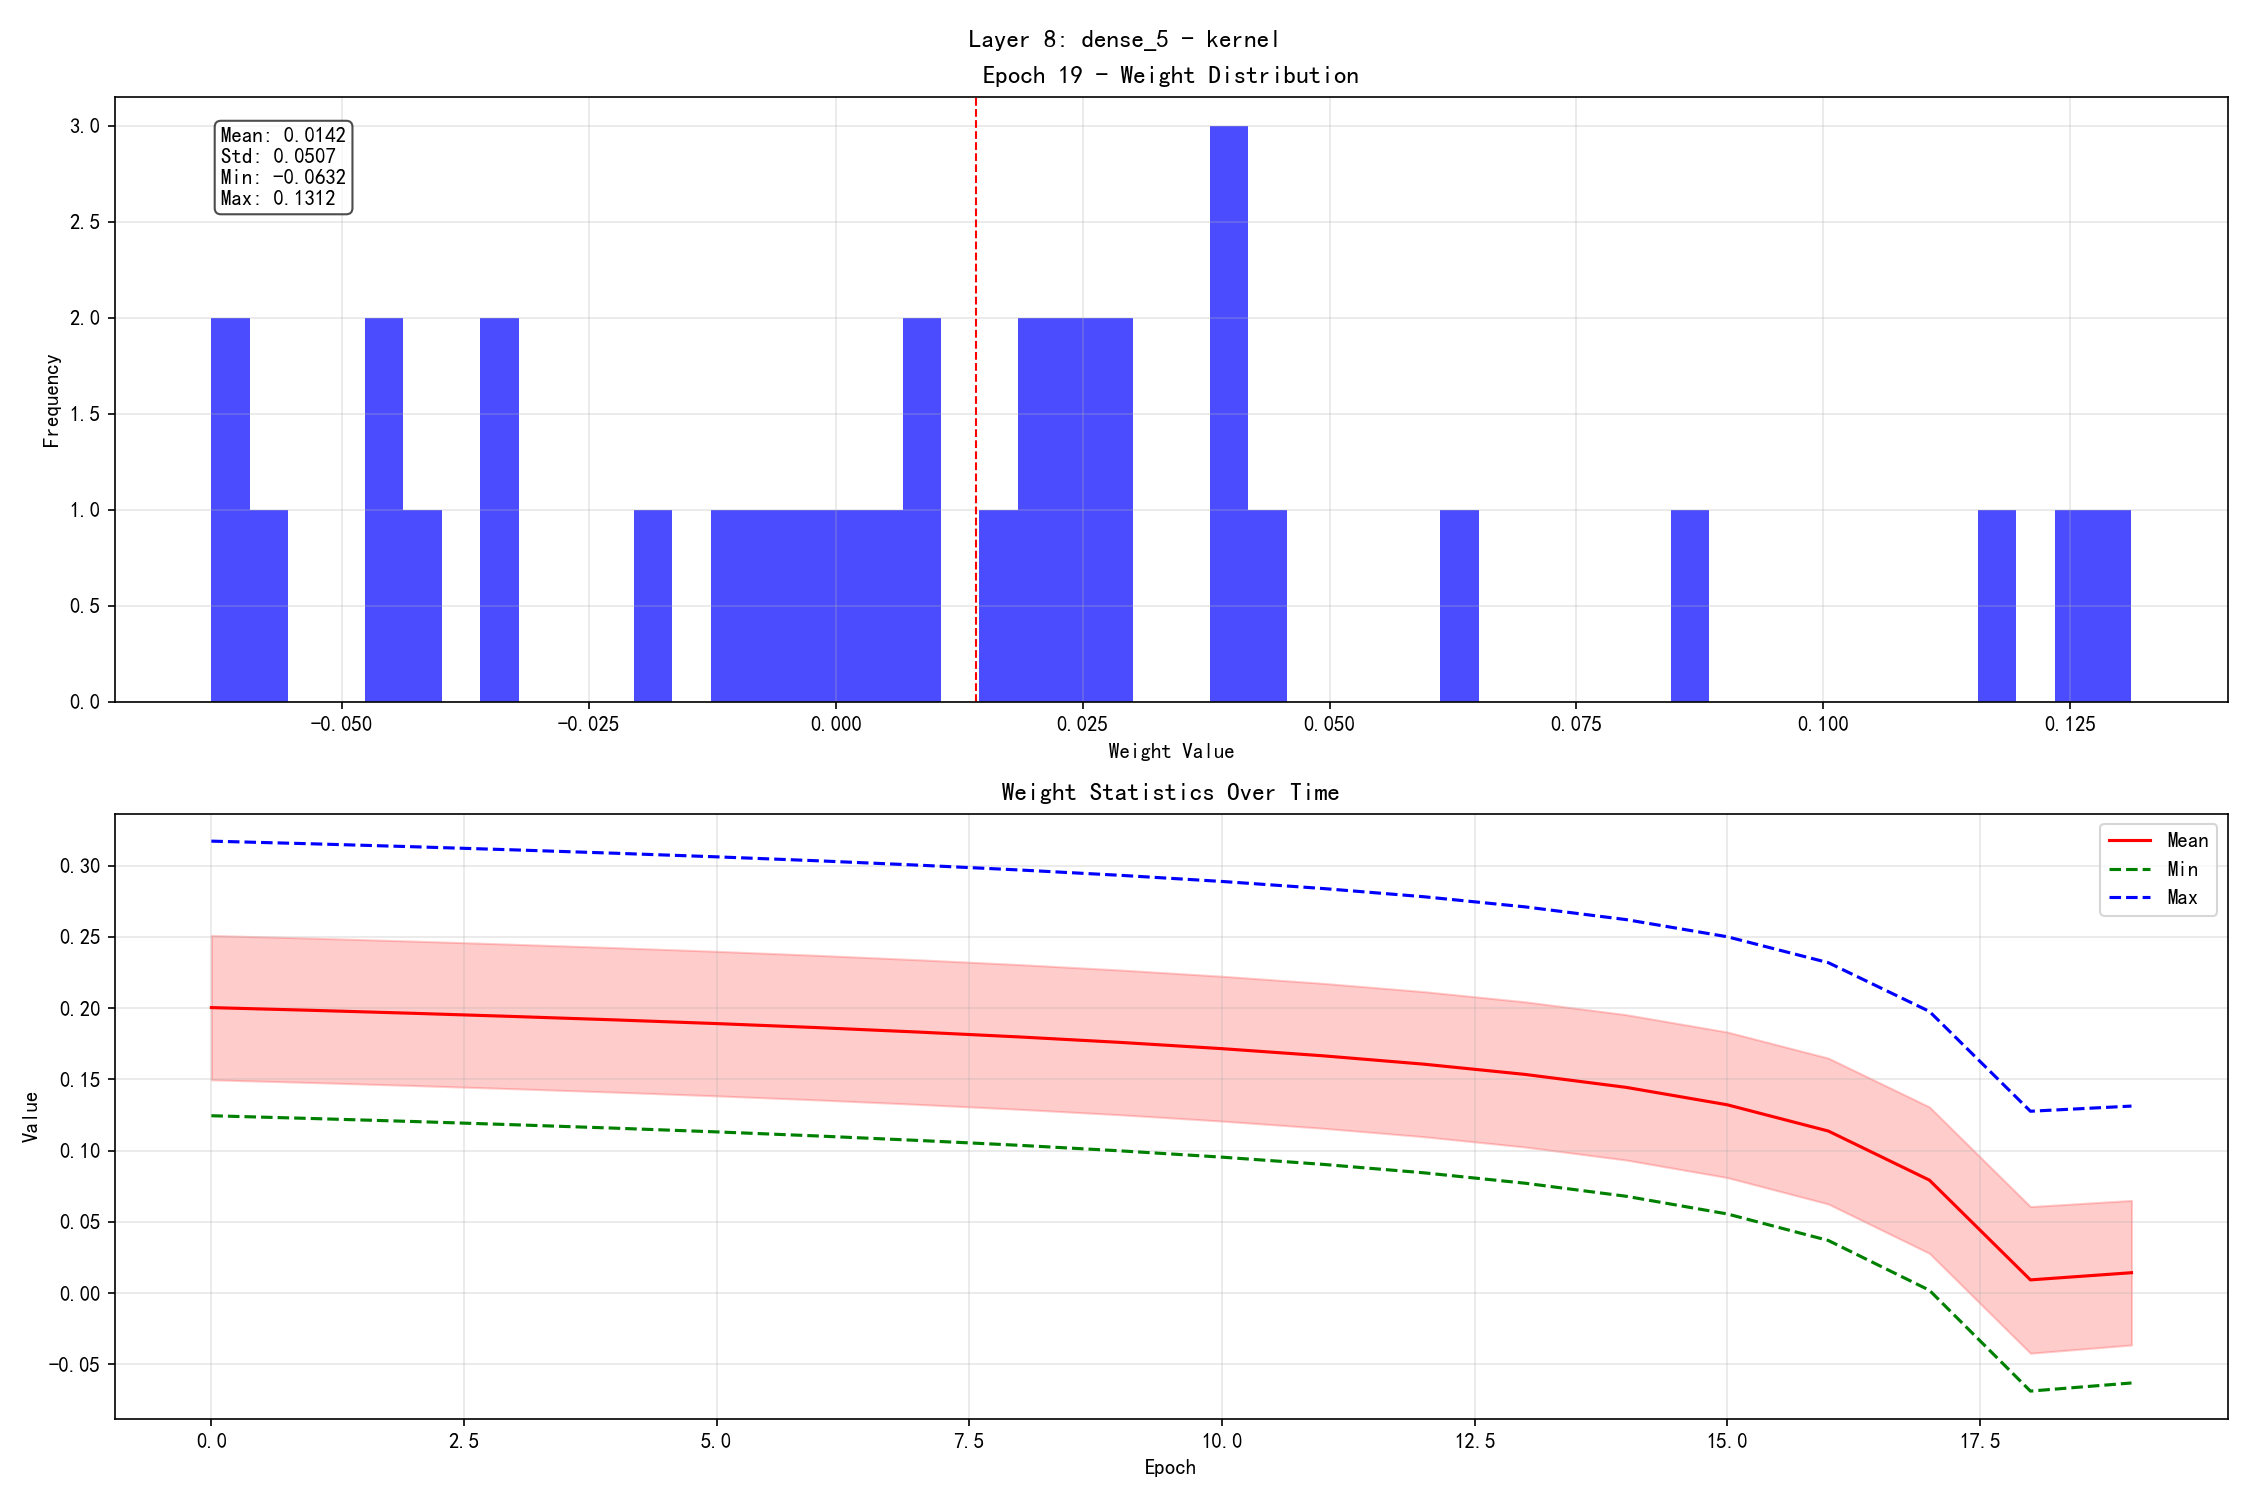 Layer 8: dense_5 - kernel
Epoch 19 - Weight Distribution
Mean: 0.0142
Std: 0.0507
Min: -0.0632
Max: 0.1312
3.0
2.5
2.0
1.5
1.0
0.5
0.0
Frequency
-0.050 -0.025 0.000 0.025 0.050 0.075 0.100 0.125
Weight Value
Weight Statistics Over Time
Mean
Min
Max
0.30
0.25
0.20
0.15
0.10
0.05
0.00
-0.05
Value
0.0 2.5 5.0 7.5 10.0 12.5 15.0 17.5
Epoch